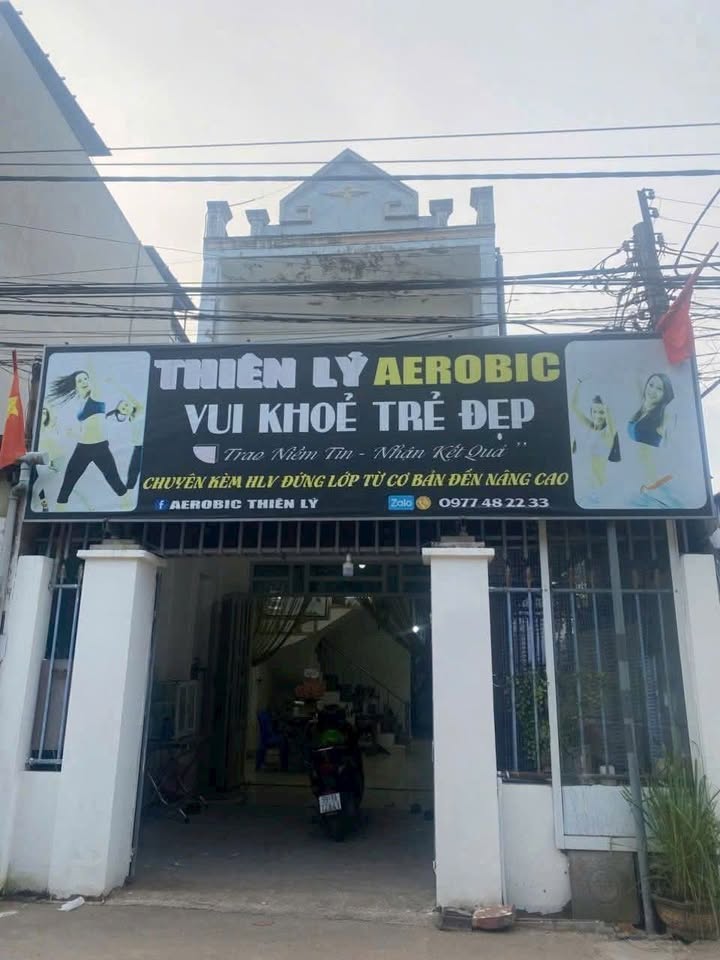 THIÊN LÝ AEROBIC
VUI KHOẺ TRẺ ĐẸP
Trao Niềm Tin - Nhận Kết Quả ”
CHUYÊN KÈM HLV ĐỨNG LỚP TỪ CƠ BẢN ĐẾN NÂNG CAO
f AEROBIC THIÊN LÝ Zalo 0977 48 22 33